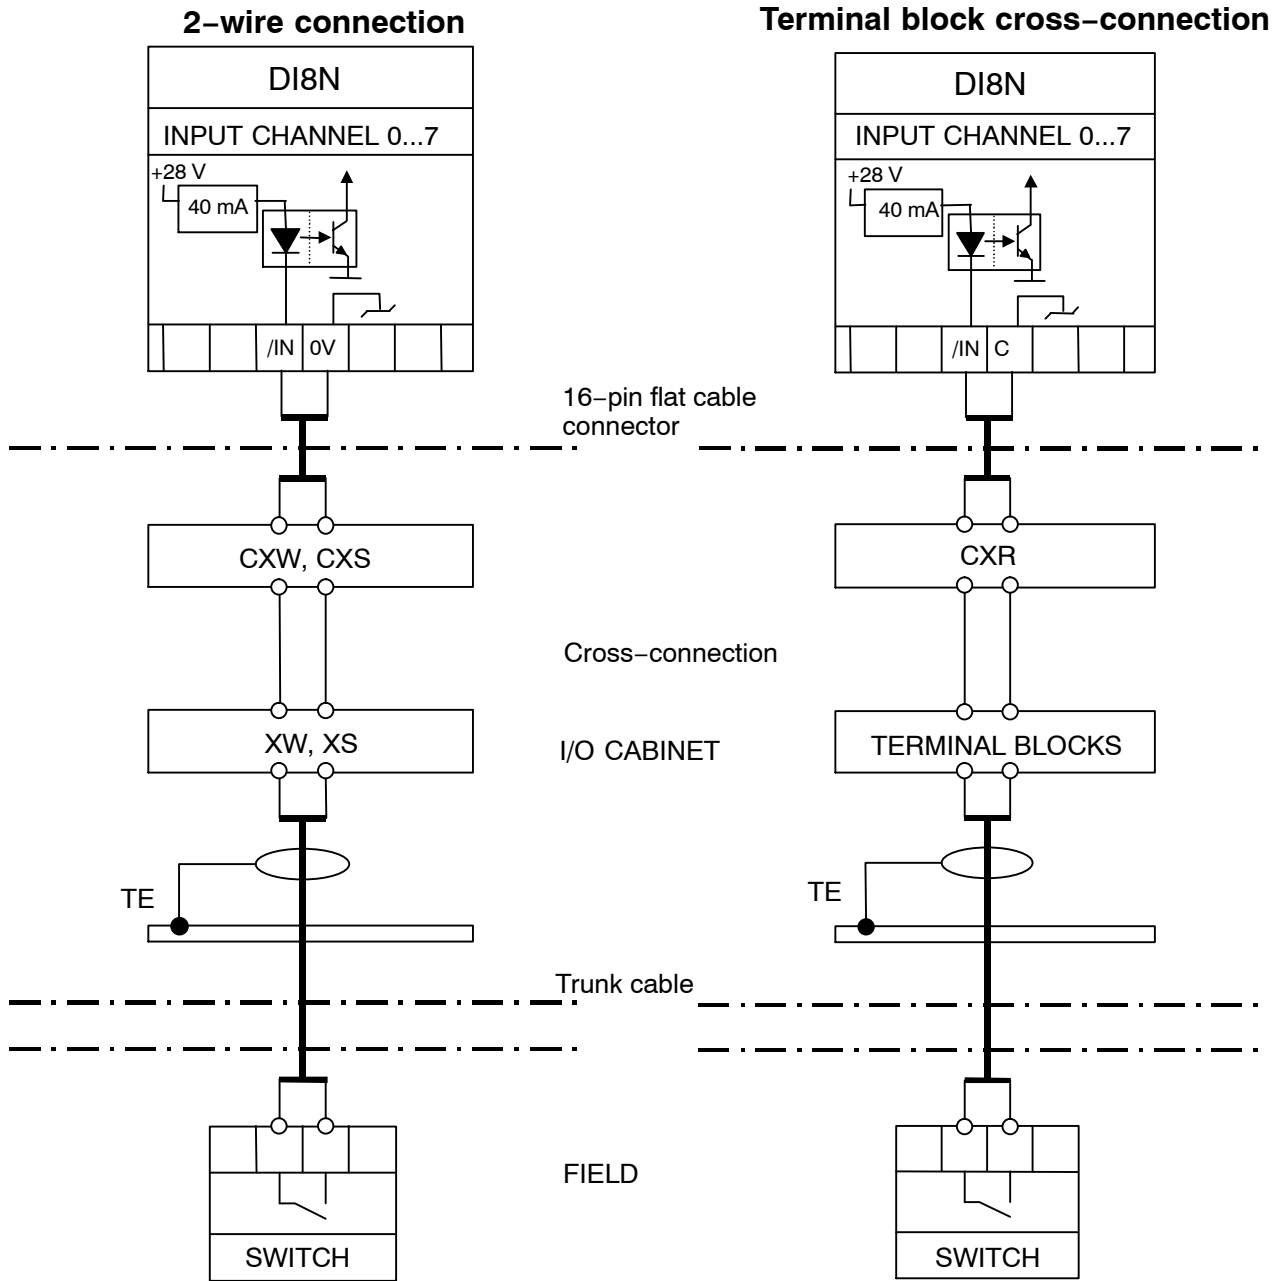 2–wire connection
Terminal block cross–connection
DI8N
INPUT CHANNEL 0...7
+28 V
40 mA
/IN
0V
DI8N
INPUT CHANNEL 0...7
+28 V
40 mA
/IN
C
16–pin flat cable
connector
CXW, CXS
CXR
Cross–connection
XW, XS
I/O CABINET
TERMINAL BLOCKS
TE
TE
Trunk cable
FIELD
SWITCH
SWITCH